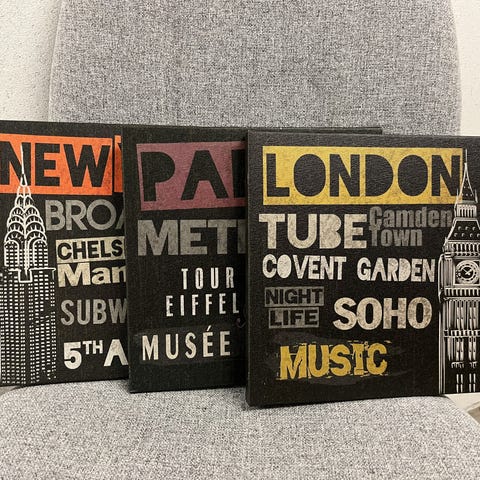 NEW
BROA
CHELS
Man
SUBW
5TH A
PA
MET
TOUR
EIFFEL
MUSÉE
LONDON
TUBE
Camden
Town
COVENT GARDEN
NIGHT
LIFE
SOHO
MUSIC